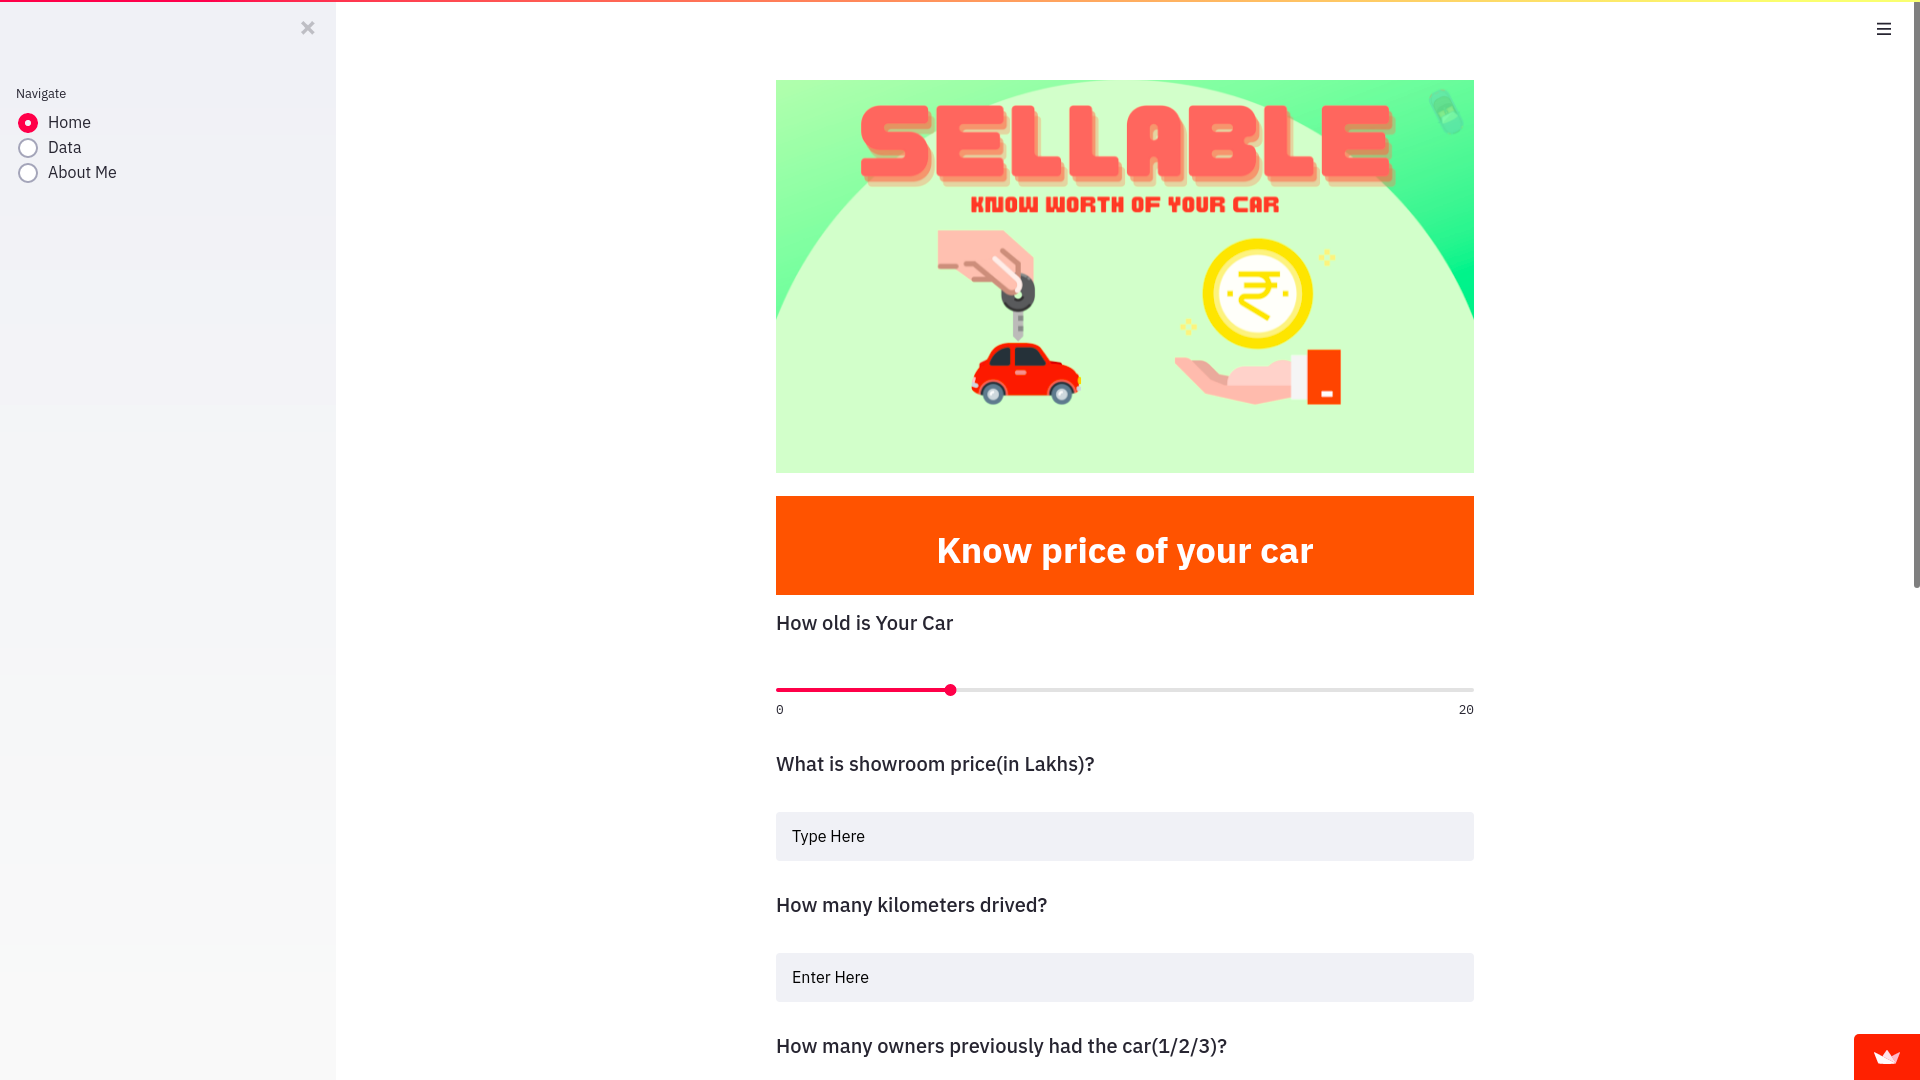 Navigate
Home
Data
About Me
SELLABLE
KNOW WORTH OF YOUR CAR
₹
Know price of your car
How old is Your Car
0 20
What is showroom price(in Lakhs)?
Type Here
How many kilometers drived?
Enter Here
How many owners previously had the car(1/2/3)?